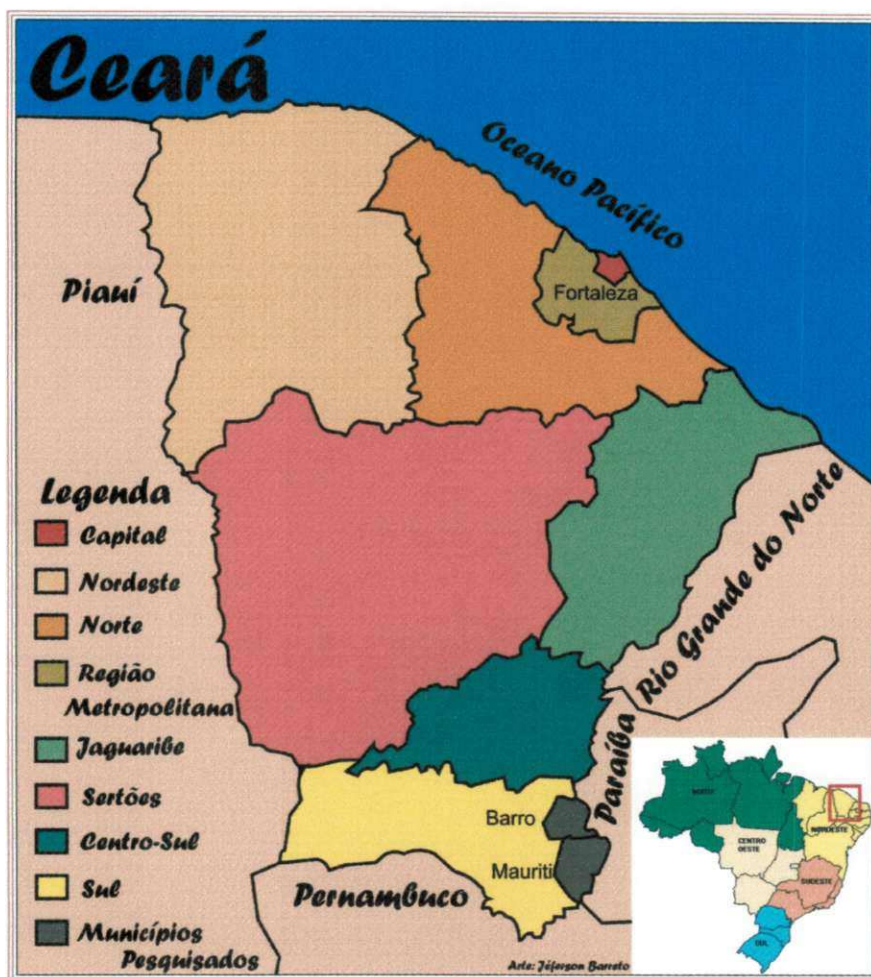 Ceará
Oceano Pacífico
Piauí
Fortaleza
Rio Grande do Norte
Legenda
Capital
Nordeste
Norte
Região
Metropolitana
Jaguaribe
Sertões
Centro-Sul
Sul
Municípios
Pesquisados
Paraíba
Barro
Mauriti
Pernambuco
NORTE
NORDESTE
CENTRO
OESTE
SUDESTE
SUL
Arte: Jéferson Barreto